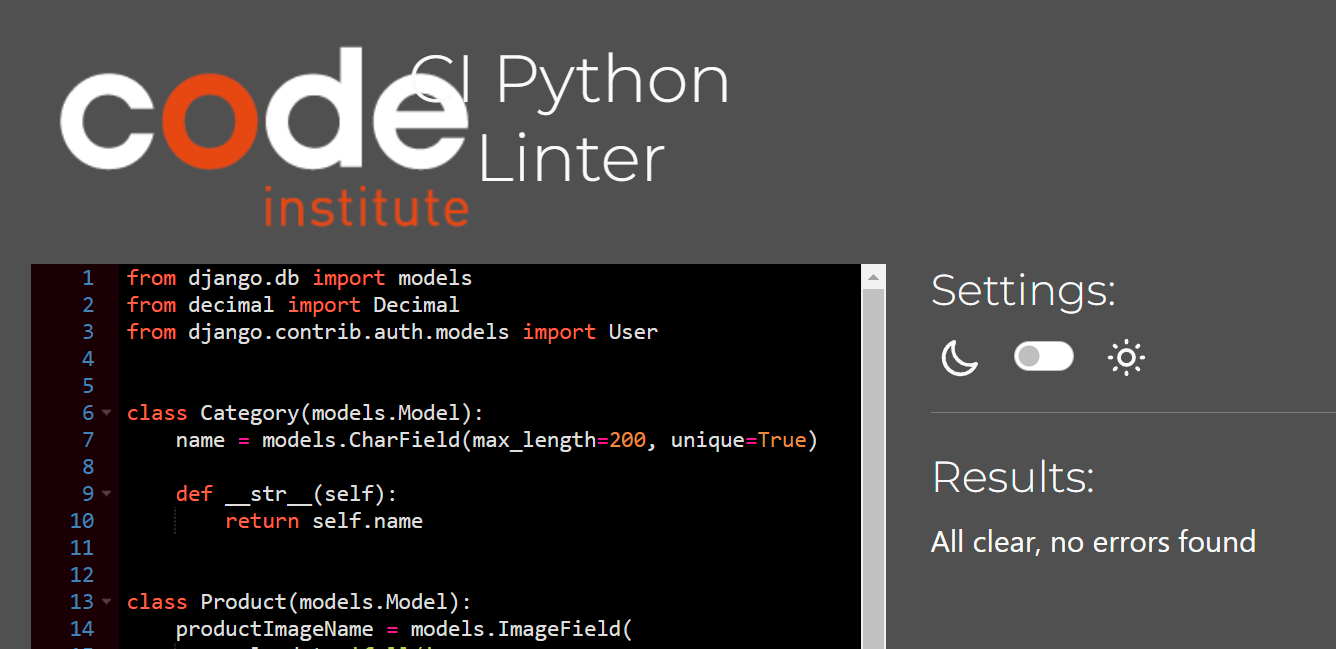 code
institute
CI Python
Linter
1 from django.db import models
2 from decimal import Decimal
3 from django.contrib.auth.models import User
4
5
6 class Category(models.Model):
7     name = models.CharField(max_length=200, unique=True)
8
9     def __str__(self):
10         return self.name
11
12
13 class Product(models.Model):
14     productImageName = models.ImageField(
Settings:
Results:
All clear, no errors found